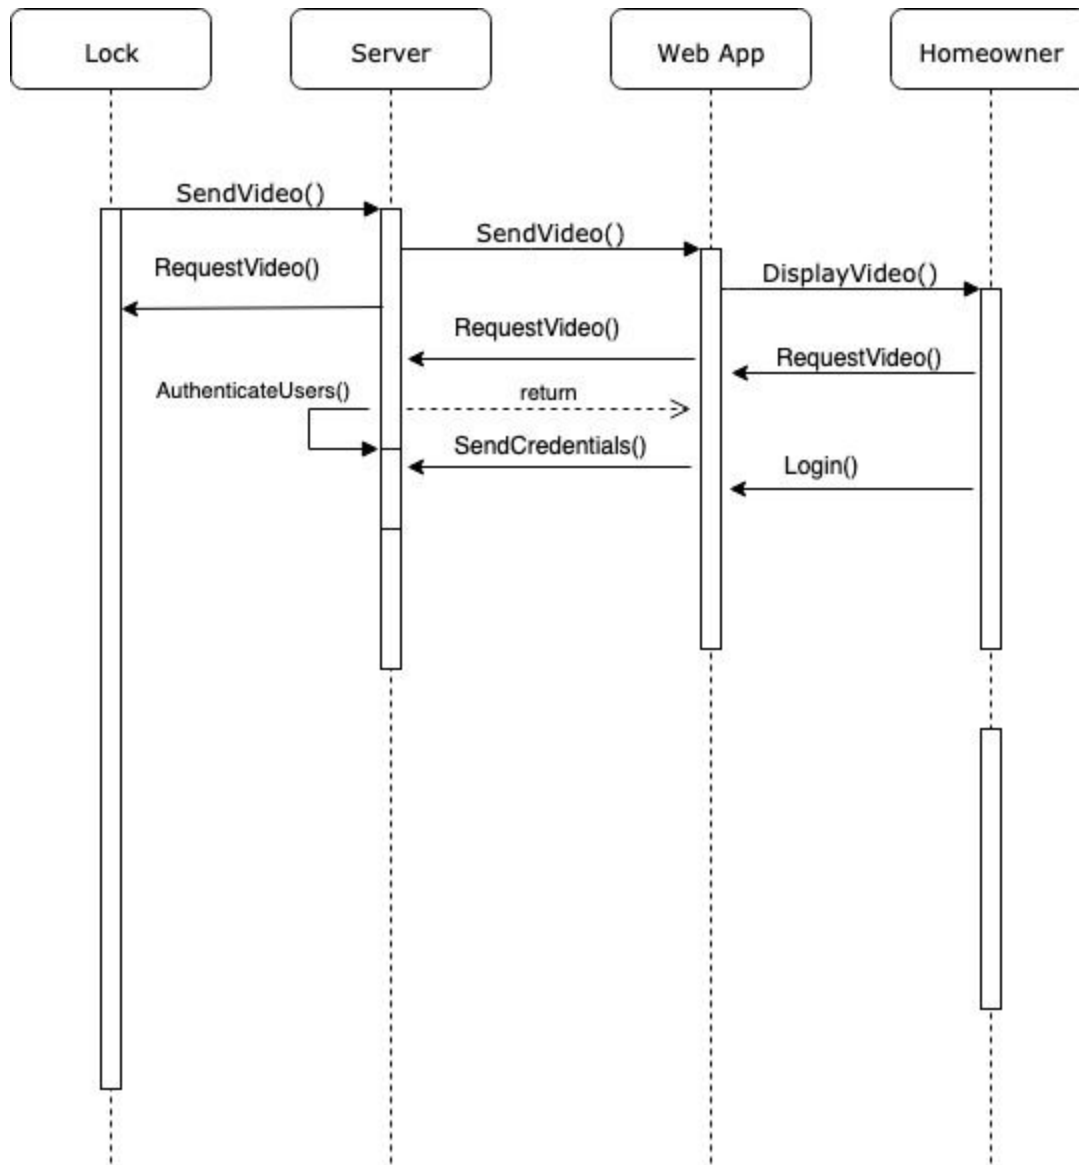 Lock
Server
Web App
Homeowner
SendVideo()
SendVideo()
RequestVideo()
DisplayVideo()
RequestVideo()
RequestVideo()
AuthenticateUsers()
return
SendCredentials()
Login()